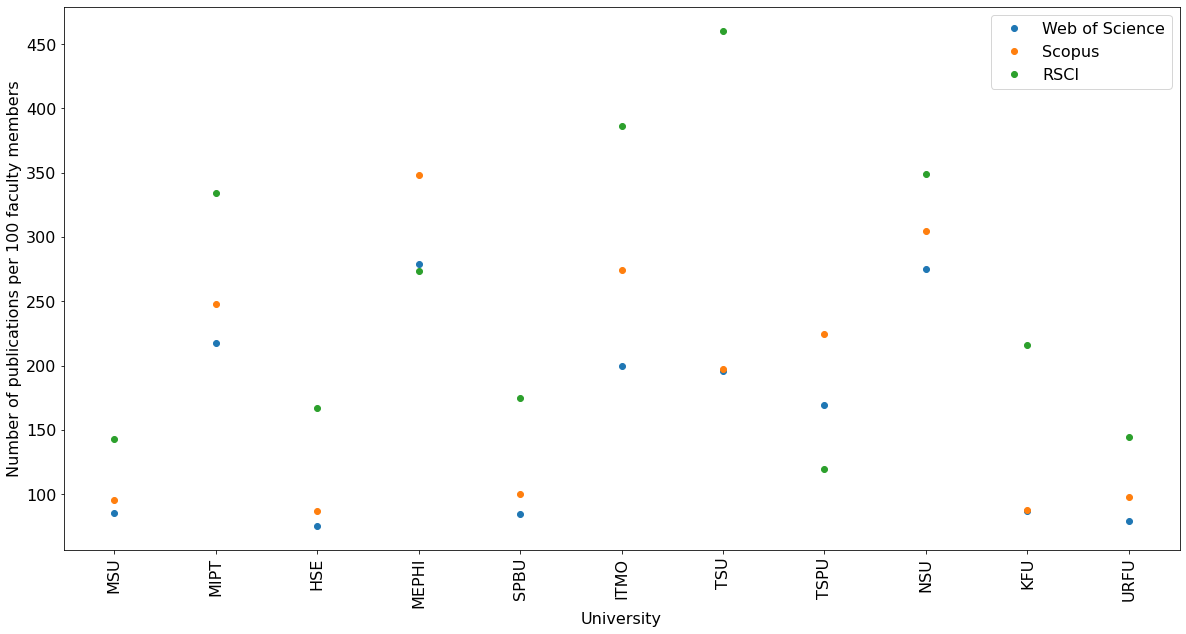 Number of publications per 100 faculty members
450
400
350
300
250
200
150
100
Web of Science
Scopus
RSCI
MSU
MIPT
HSE
MEPHI
SPBU
ITMO
TSU
TSPU
NSU
KFU
URFU
University